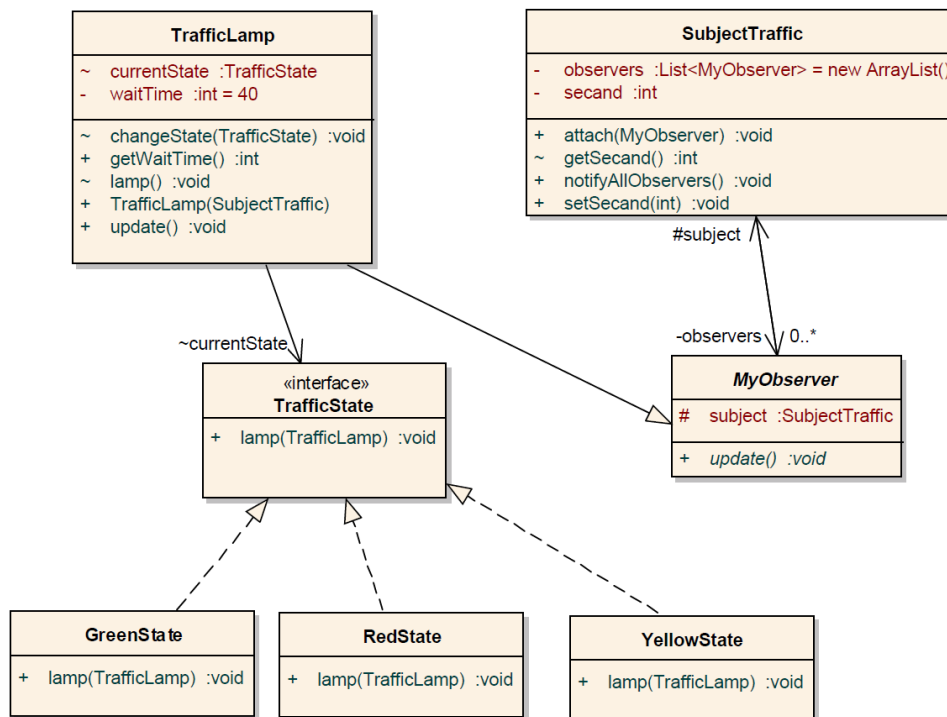 TrafficLamp
~ currentState :TrafficState
- waitTime :int = 40
~ changeState(TrafficState) :void
+ getWaitTime() :int
~ lamp() :void
+ TrafficLamp(SubjectTraffic)
+ update() :void
SubjectTraffic
- observers :List<MyObserver> = new ArrayList()
- secand :int
+ attach(MyObserver) :void
~ getSecand() :int
+ notifyAllObservers() :void
+ setSecand(int) :void
#subject
~currentState
-observers 0..*
«interface»
TrafficState
+ lamp(TrafficLamp) :void
MyObserver
# subject :SubjectTraffic
+ update() :void
GreenState
+ lamp(TrafficLamp) :void
RedState
+ lamp(TrafficLamp) :void
YellowState
+ lamp(TrafficLamp) :void